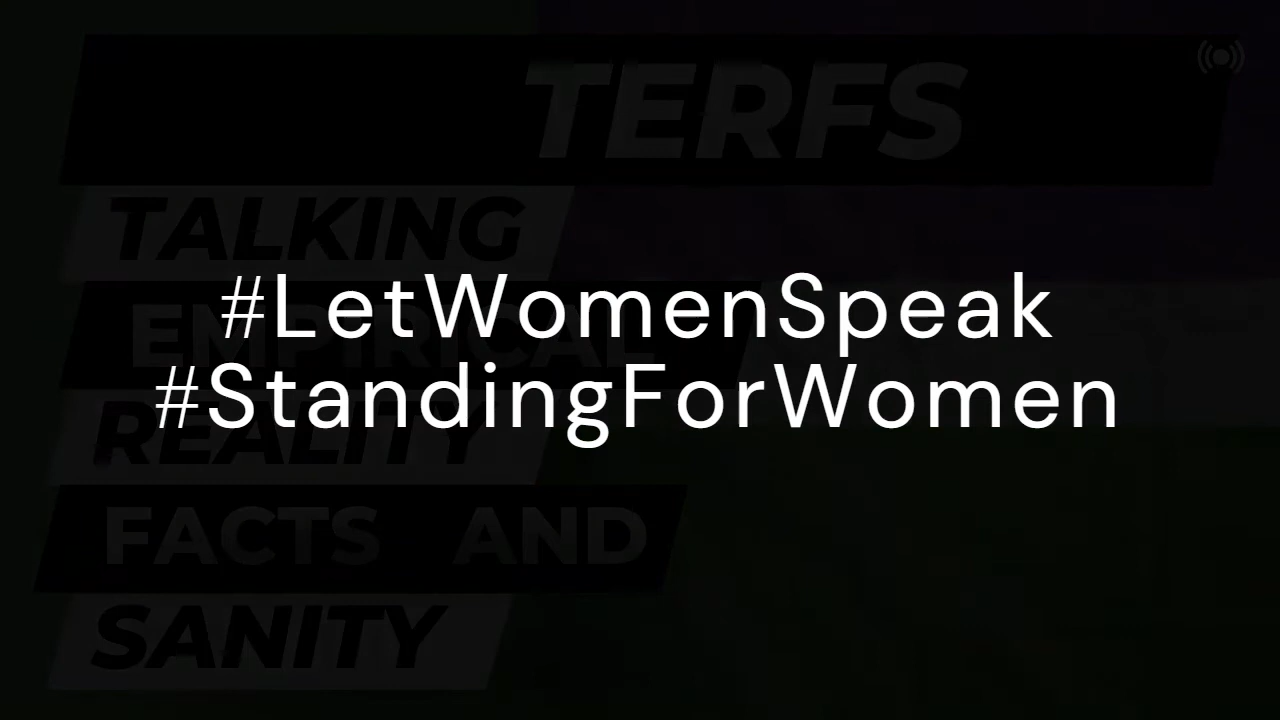 TERFS
TALKING
#LetWomenSpeak
EMPIRICAL
#StandingForWomen
REALITY
FACTS AND
SANITY